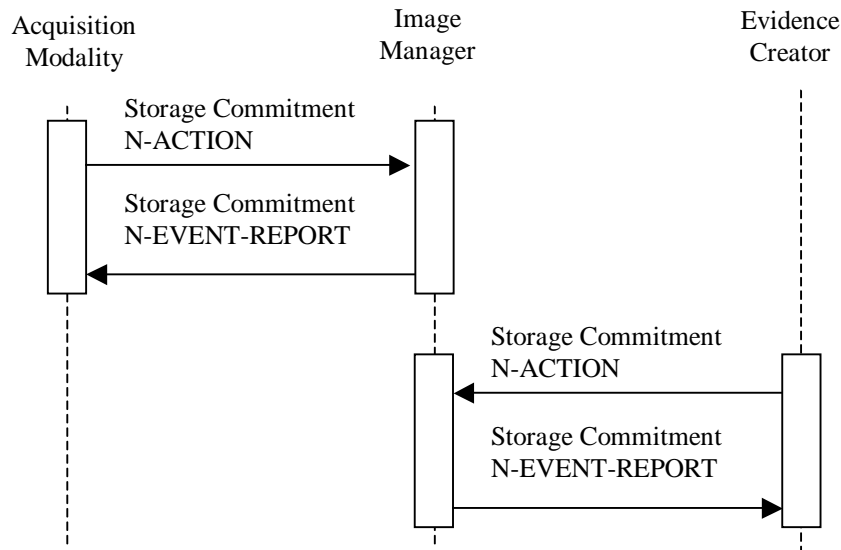 Acquisition
Modality
Image
Manager
Evidence
Creator
Storage Commitment
N-ACTION
Storage Commitment
N-EVENT-REPORT
Storage Commitment
N-ACTION
Storage Commitment
N-EVENT-REPORT